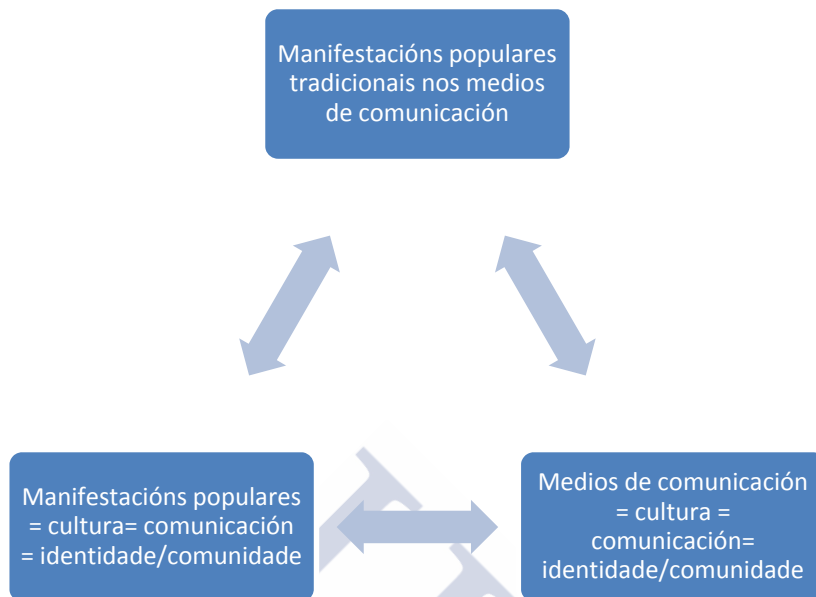 Manifestacións populares
tradicionais nos medios
de comunicación
Manifestacións populares
= cultura= comunicación
= identidade/comunidade
Medios de comunicación
= cultura =
comunicación=
identidade/comunidade